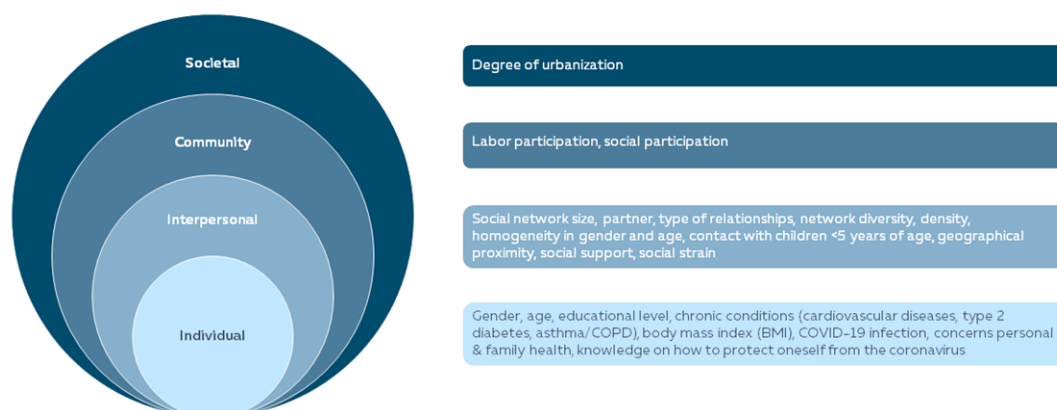 Societal
Degree of urbanization
Community
Labor participation, social participation
Interpersonal
Social network size, partner, type of relationships, network diversity, density,
homogeneity in gender and age, contact with children <5 years of age, geographical
proximity, social support, social strain
Individual
Gender, age, educational level, chronic conditions (cardiovascular diseases, type 2
diabetes, asthma/COPD), body mass index (BMI), COVID-19 infection, concerns personal
& family health, knowledge on how to protect oneself from the coronavirus